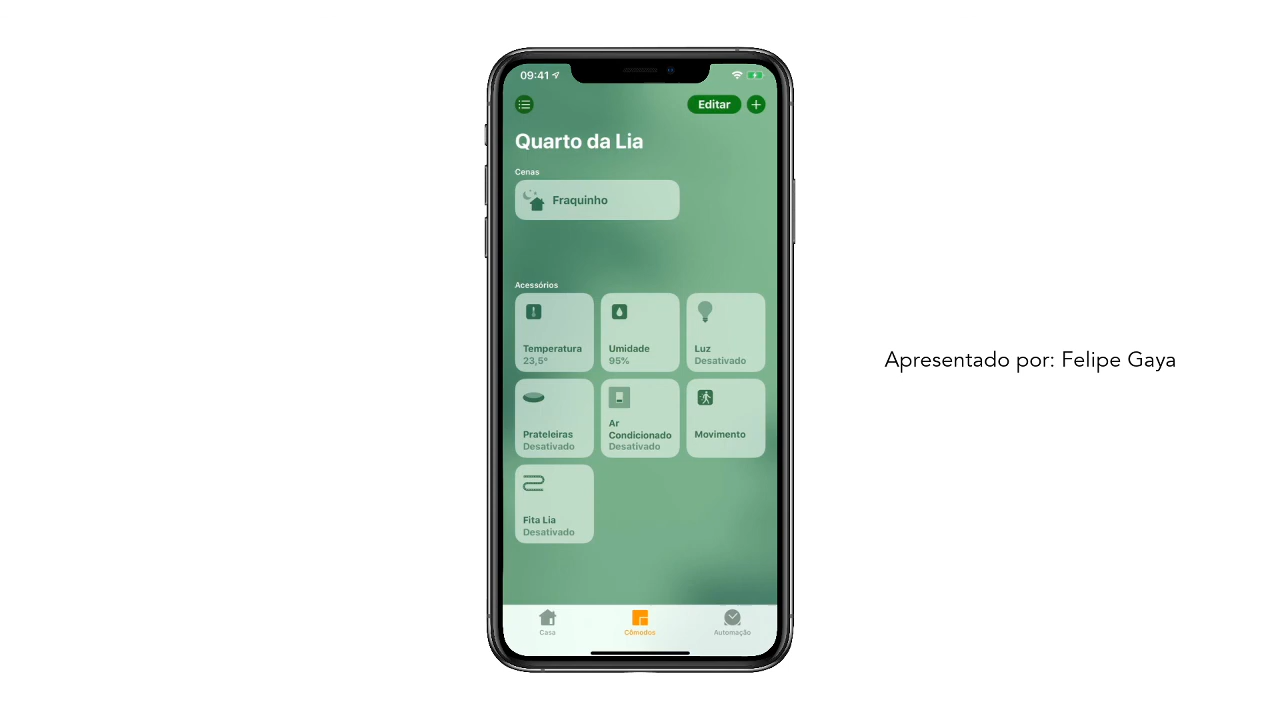 09:41
Editar
Quarto da Lia
Cenas
Fraquinho
Acessórios
Temperatura
23,5°
Umidade
95%
Luz
Desativado
Prateleiras
Desativado
Ar
Condicionado
Desativado
Movimento
Fita Lia
Desativado
Casa
Cômodos
Automação
Apresentado por: Felipe Gaya